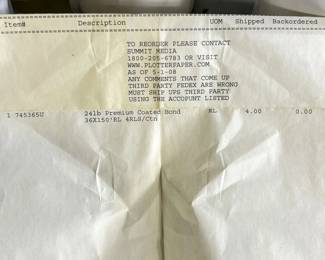 Item# Description UOM Shipped Backordered
TO REORDER PLEASE CONTACT
SUMMIT MEDIA
1800-205-6783 OR VISIT
WWW.PLOTTERPAPER.COM
AS OF 5-1-08
ANY COMMENTS THAT COME UP
THIRD PARTY FEDEX ARE WRONG
MUST SHIP UPS THIRD PARTY
USING THE ACCOPUNT LISTED
1 745365U 24lb Premium Coated Bond RL 4.00 0.00
36X150'RL 4RLS/Ctn